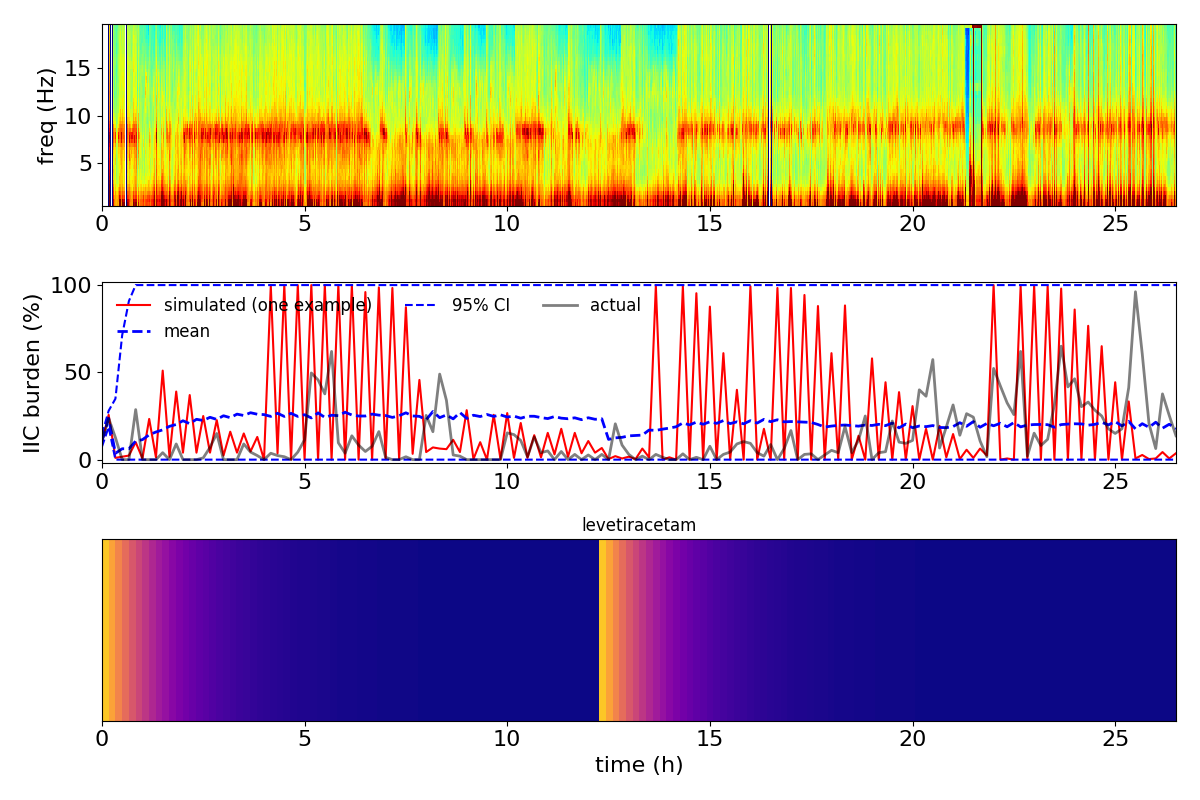 freq (Hz)
15
10
5
0 5 10 15 20 25
IIC burden (%)
100
50
0
simulated (one example) 95% CI actual
mean
0 5 10 15 20 25
levetiracetam
0 5 10 15 20 25
time (h)